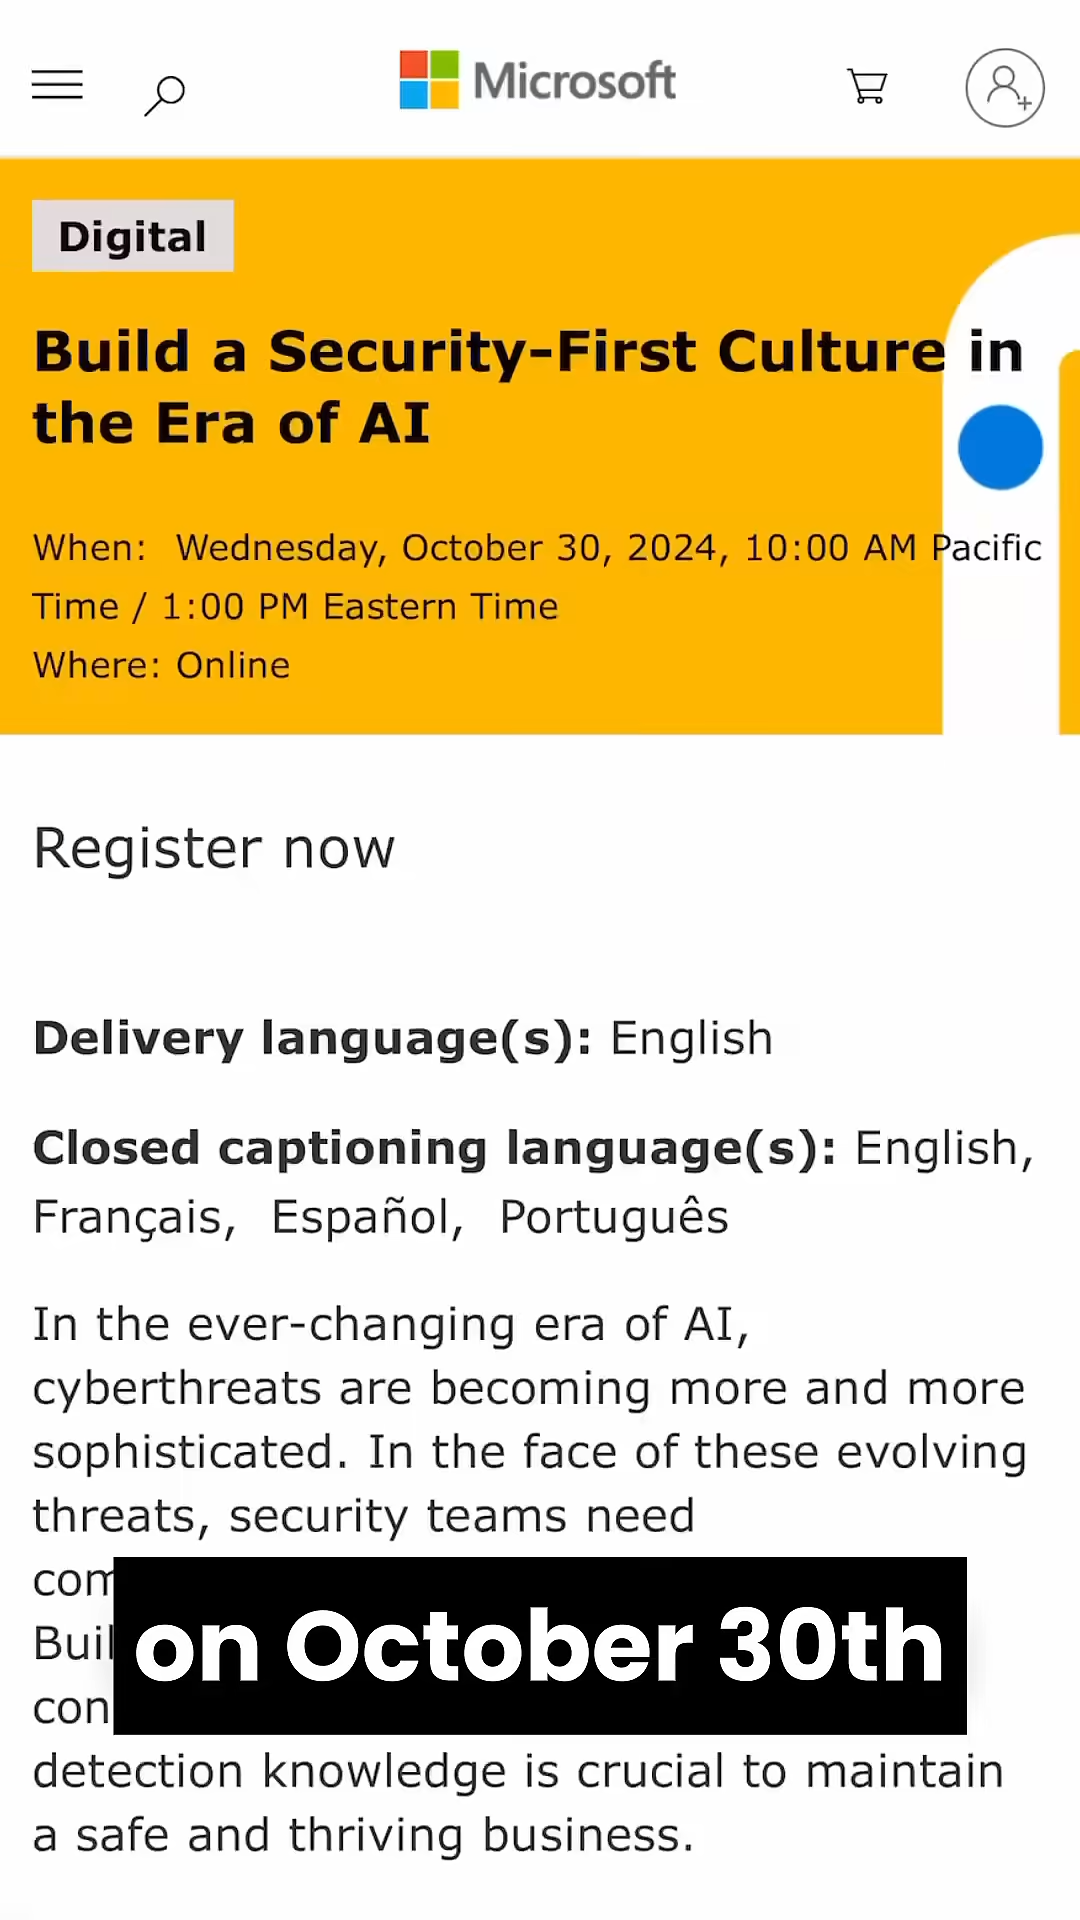 Microsoft
Digital
Build a Security-First Culture in
the Era of AI
When: Wednesday, October 30, 2024, 10:00 AM Pacific
Time / 1:00 PM Eastern Time
Where: Online
Register now
Delivery language(s): English
Closed captioning language(s): English,
Français, Español, Português
In the ever-changing era of AI,
cyberthreats are becoming more and more
sophisticated. In the face of these evolving
threats, security teams need
on October 30th
detection knowledge is crucial to maintain
a safe and thriving business.